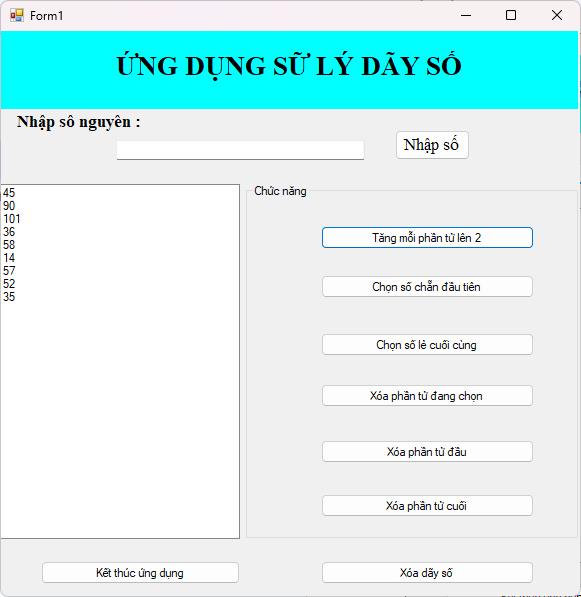 Form1
ỨNG DỤNG SỮ LÝ DÃY SỐ
Nhập sô nguyên :
Nhập số
45
90
101
36
58
14
57
52
35
Chức năng
Tăng mỗi phần tử lên 2
Chọn số chẵn đầu tiên
Chọn số lẻ cuối cùng
Xóa phần tử đang chọn
Xóa phần tử đầu
Xóa phần tử cuối
Kết thúc ứng dụng
Xóa dãy số